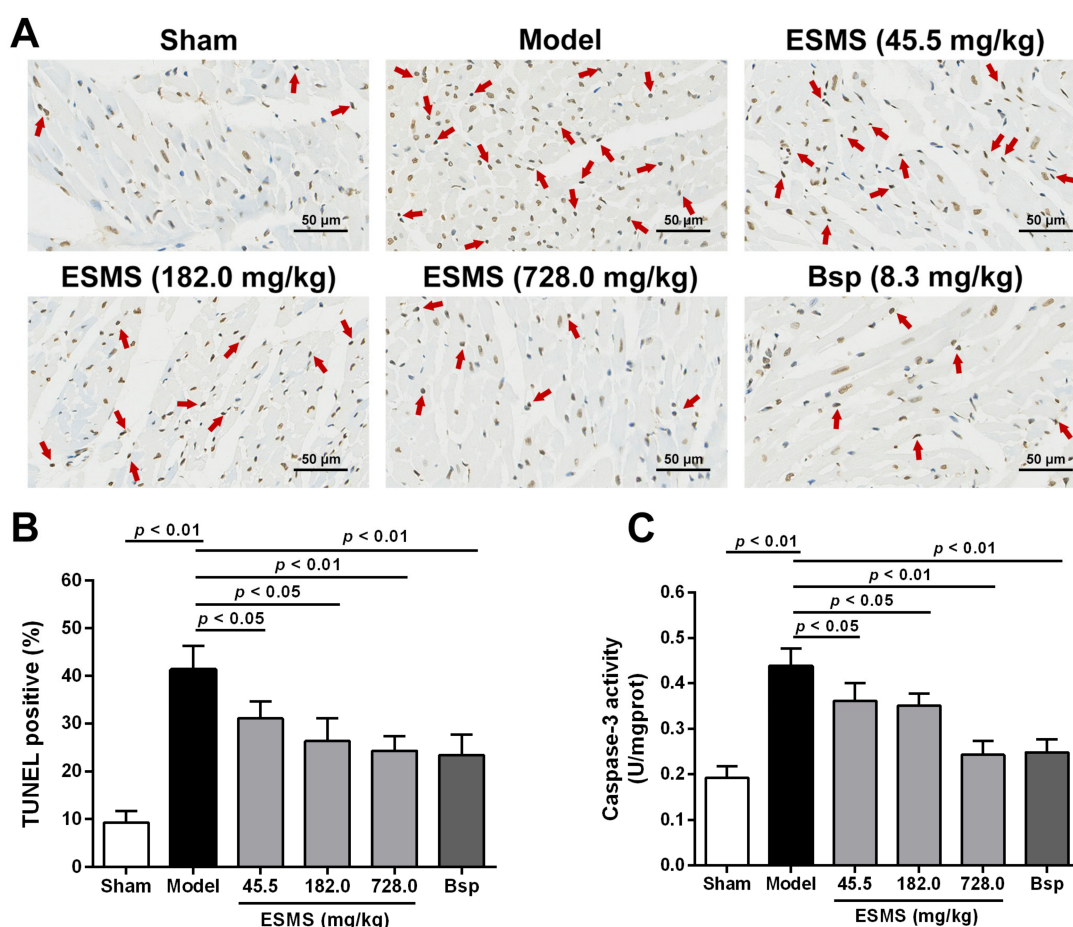 A
Sham
Model
ESMS (45.5 mg/kg)
50 µm
50 µm
50 µm
ESMS (182.0 mg/kg)
ESMS (728.0 mg/kg)
Bsp (8.3 mg/kg)
50 µm
50 µm
50 µm
B
p < 0.01
p < 0.01
p < 0.01
p < 0.05
p < 0.05
TUNEL positive (%)
60
50
40
30
20
10
0
Sham Model 45.5 182.0 728.0 Bsp
ESMS (mg/kg)
C
p < 0.01
p < 0.01
p < 0.01
p < 0.05
p < 0.05
Caspase-3 activity
(U/mgprot)
0.6
0.5
0.4
0.3
0.2
0.1
0.0
Sham Model 45.5 182.0 728.0 Bsp
ESMS (mg/kg)